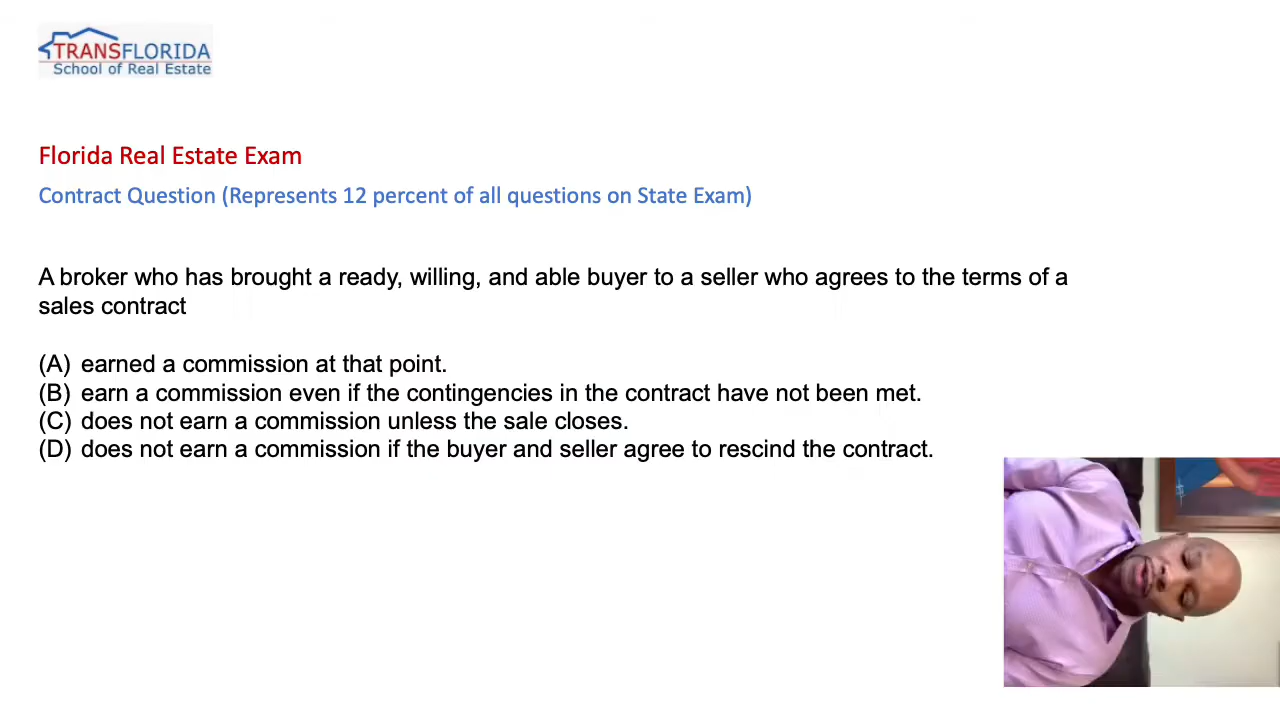 TRANSFLORIDA
School of Real Estate
Florida Real Estate Exam
Contract Question (Represents 12 percent of all questions on State Exam)
A broker who has brought a ready, willing, and able buyer to a seller who agrees to the terms of a
sales contract
(A) earned a commission at that point.
(B) earn a commission even if the contingencies in the contract have not been met.
(C) does not earn a commission unless the sale closes.
(D) does not earn a commission if the buyer and seller agree to rescind the contract.